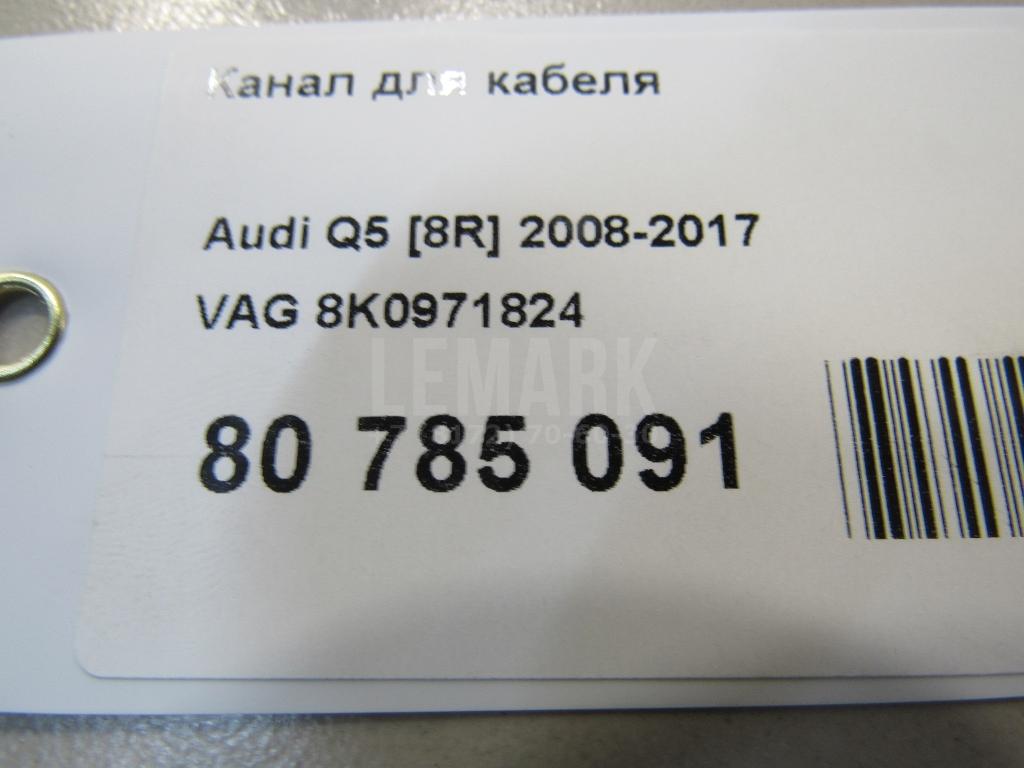 Канал для кабеля
Audi Q5 [8R] 2008-2017
VAG 8K0971824
LEMARK
80 785 091